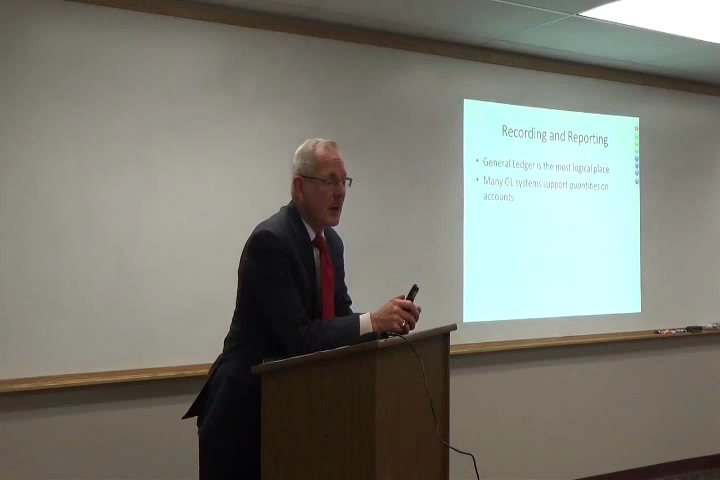 Recording and Reporting
• General Ledger is the most logical place
• Many GL systems support quantities on
accounts